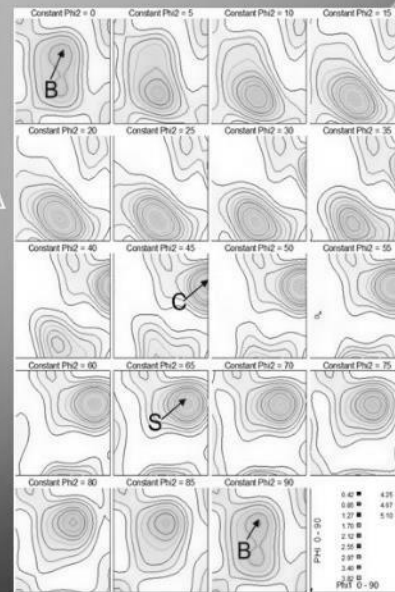 Constant Phi2 = 0 Constant Phi2 = 5 Constant Phi2 = 10 Constant Phi2 = 15
B
Constant Phi2 = 20 Constant Phi2 = 25 Constant Phi2 = 30 Constant Phi2 = 35
Constant Phi2 = 40 Constant Phi2 = 45 Constant Phi2 = 50 Constant Phi2 = 55
C
Constant Phi2 = 60 Constant Phi2 = 65 Constant Phi2 = 70 Constant Phi2 = 75
S
Constant Phi2 = 80 Constant Phi2 = 85 Constant Phi2 = 90
B
PHI 0-90
0.42 4.25
0.85 4.67
1.27 5.10
1.70
2.12
2.55
2.97
3.40
3.82
Phi1 0-90